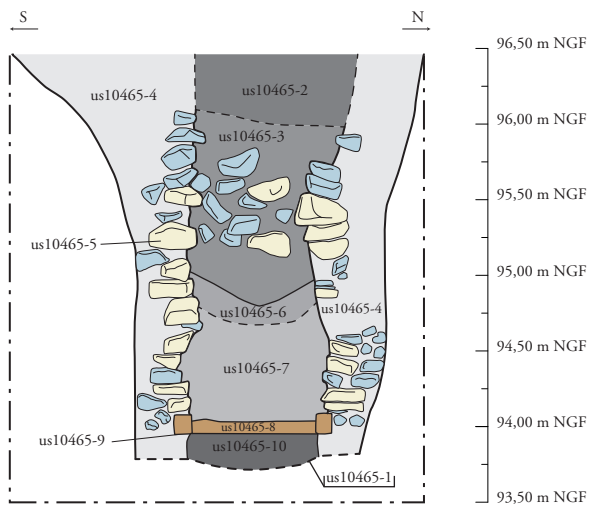 S
N
96,50 m NGF
us10465-2
us10465-4
96,00 m NGF
us10465-3
95,50 m NGF
us10465-5
95,00 m NGF
us10465-6
us10465-4
94,50 m NGF
us10465-7
94,00 m NGF
us10465-8
us10465-9
us10465-10
us10465-1
93,50 m NGF